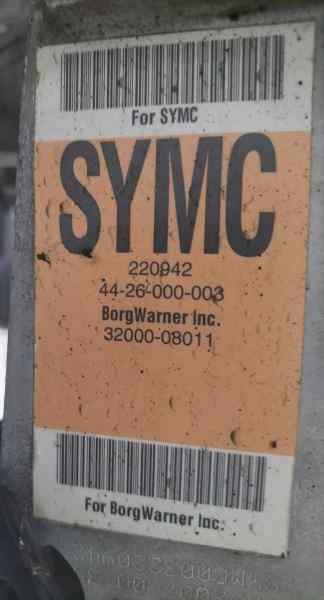 For SYMC
SYMC
220942
44-26-000-003
BorgWarner Inc.
32000-08011
For BorgWarner Inc.